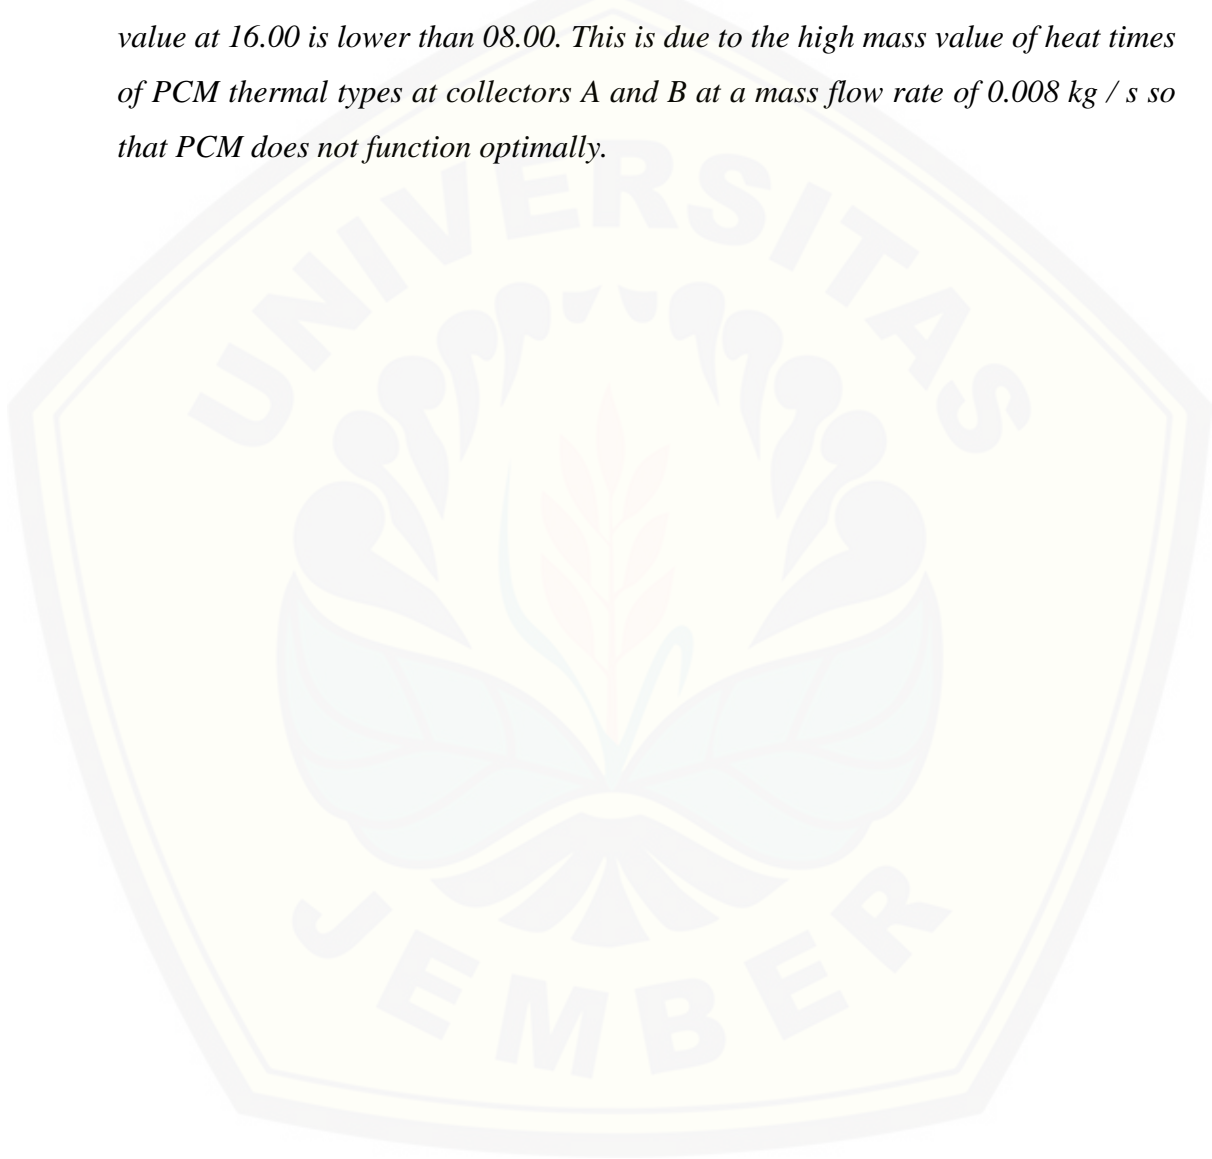 value at 16.00 is lower than 08.00. This is due to the high mass value of heat times
of PCM thermal types at collectors A and B at a mass flow rate of 0.008 kg / s so
that PCM does not function optimally.
UNIVERSITAS
JEMBER